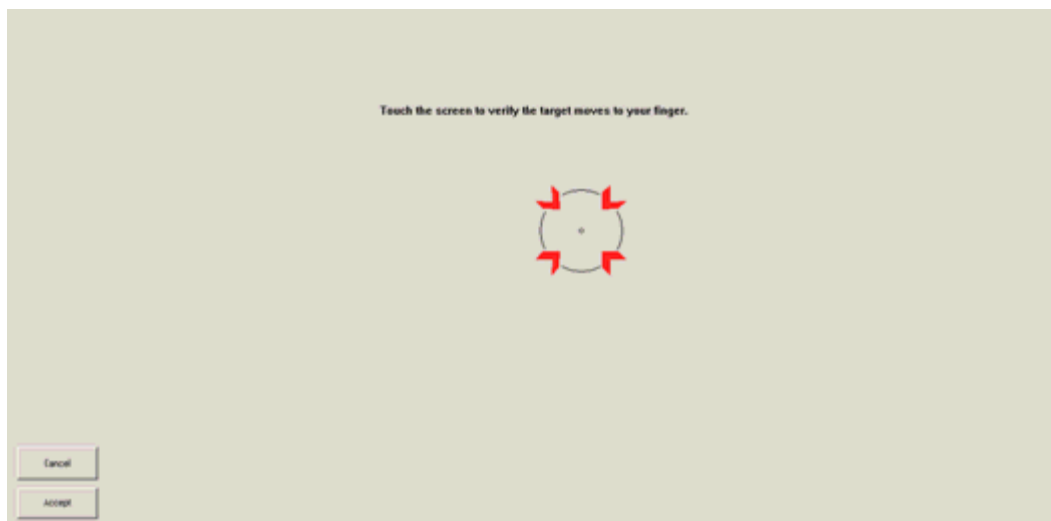 Touch the screen to verify the target moves to your finger.
Cancel
Accept